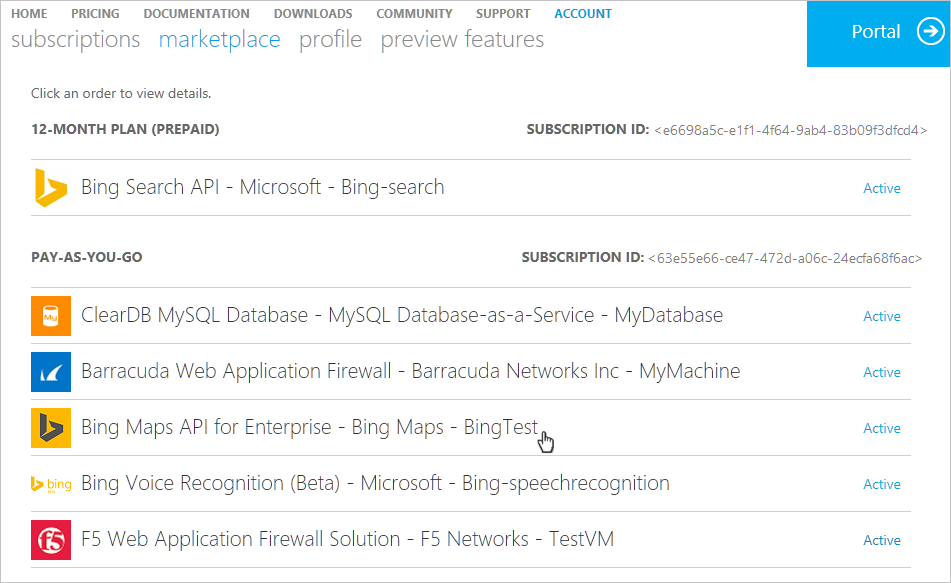 HOME PRICING DOCUMENTATION DOWNLOADS COMMUNITY SUPPORT ACCOUNT
subscriptions marketplace profile preview features
Portal
Click an order to view details.
12-MONTH PLAN (PREPAID) SUBSCRIPTION ID: <e6698a5c-e1f1-4f64-9ab4-83b09f3dfcd4>
Bing Search API - Microsoft - Bing-search Active
PAY-AS-YOU-GO SUBSCRIPTION ID: <63e55e66-ce47-472d-a06c-24ecfa68f6ac>
My ClearDB MySQL Database - MySQL Database-as-a-Service - MyDatabase Active
Barracuda Web Application Firewall - Barracuda Networks Inc - MyMachine Active
Bing Maps API for Enterprise - Bing Maps - BingTest Active
bing Bing Voice Recognition (Beta) - Microsoft - Bing-speechrecognition Active
f5 F5 Web Application Firewall Solution - F5 Networks - TestVM Active